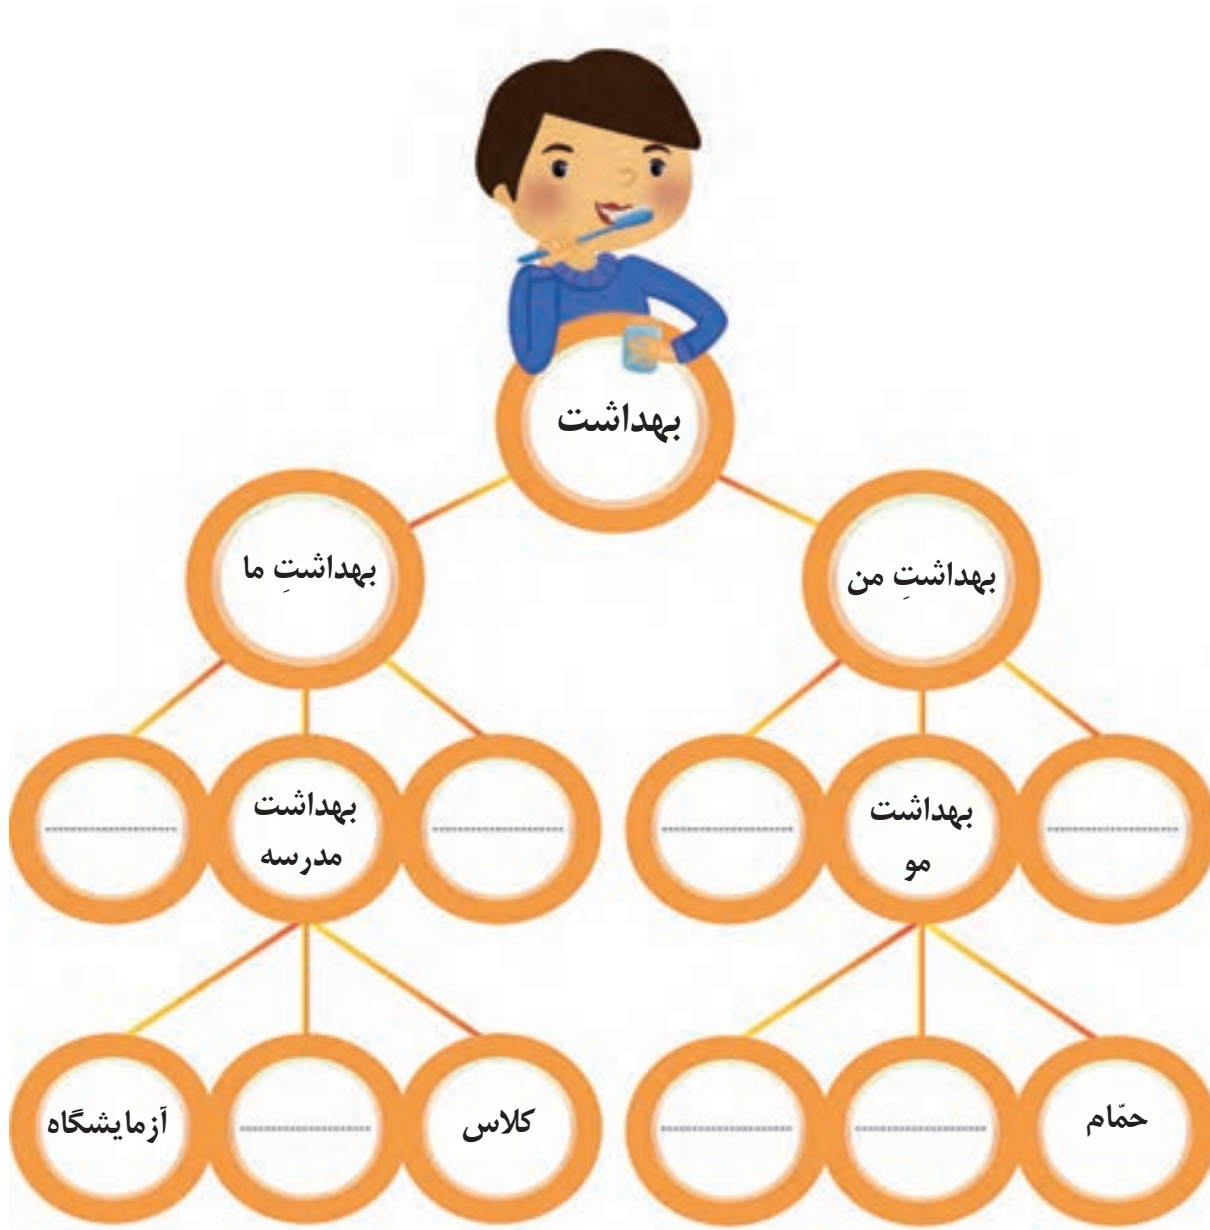 بهداشت
بهداشتِ من
بهداشتِ ما
بهداشت
مو
بهداشت
مدرسه
حمّام
کلاس
آزمایشگاه